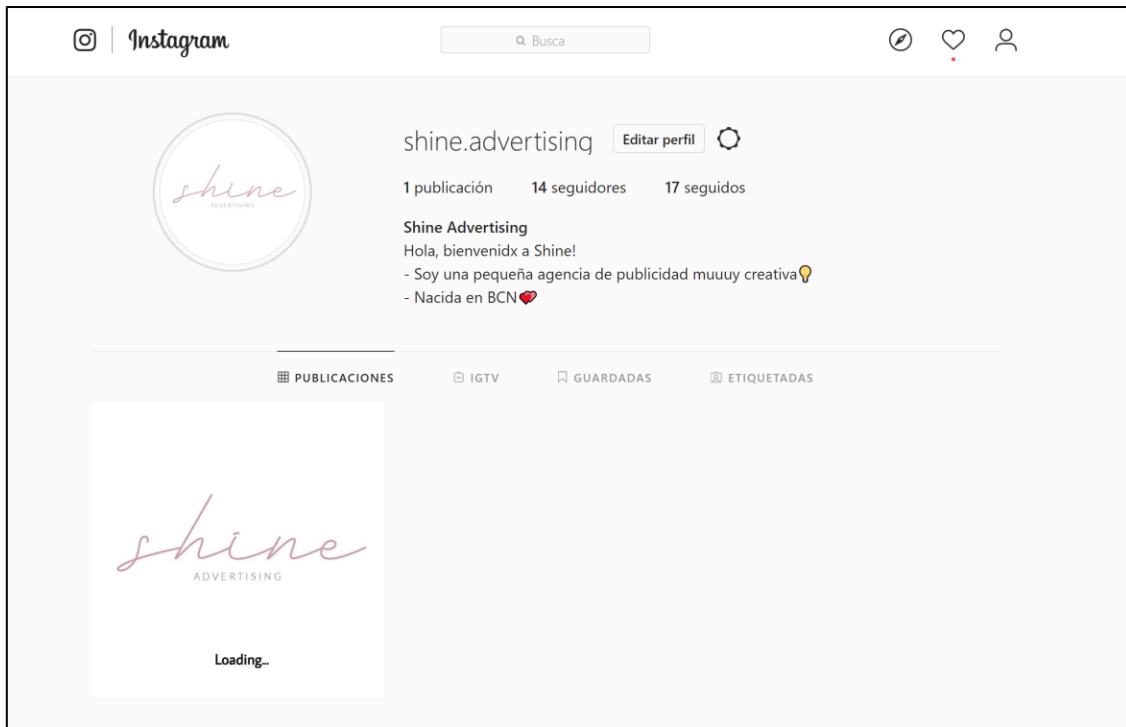 Instagram
Busca
shine
ADVERTISING
shine.advertising
Editar perfil
1 publicación 14 seguidores 17 seguidos
Shine Advertising
Hola, bienvenidx a Shine!
- Soy una pequeña agencia de publicidad muuuy creativa💡
- Nacida en BCN💕
PUBLICACIONES IGTV GUARDADAS ETIQUETADAS
shine
ADVERTISING
Loading...